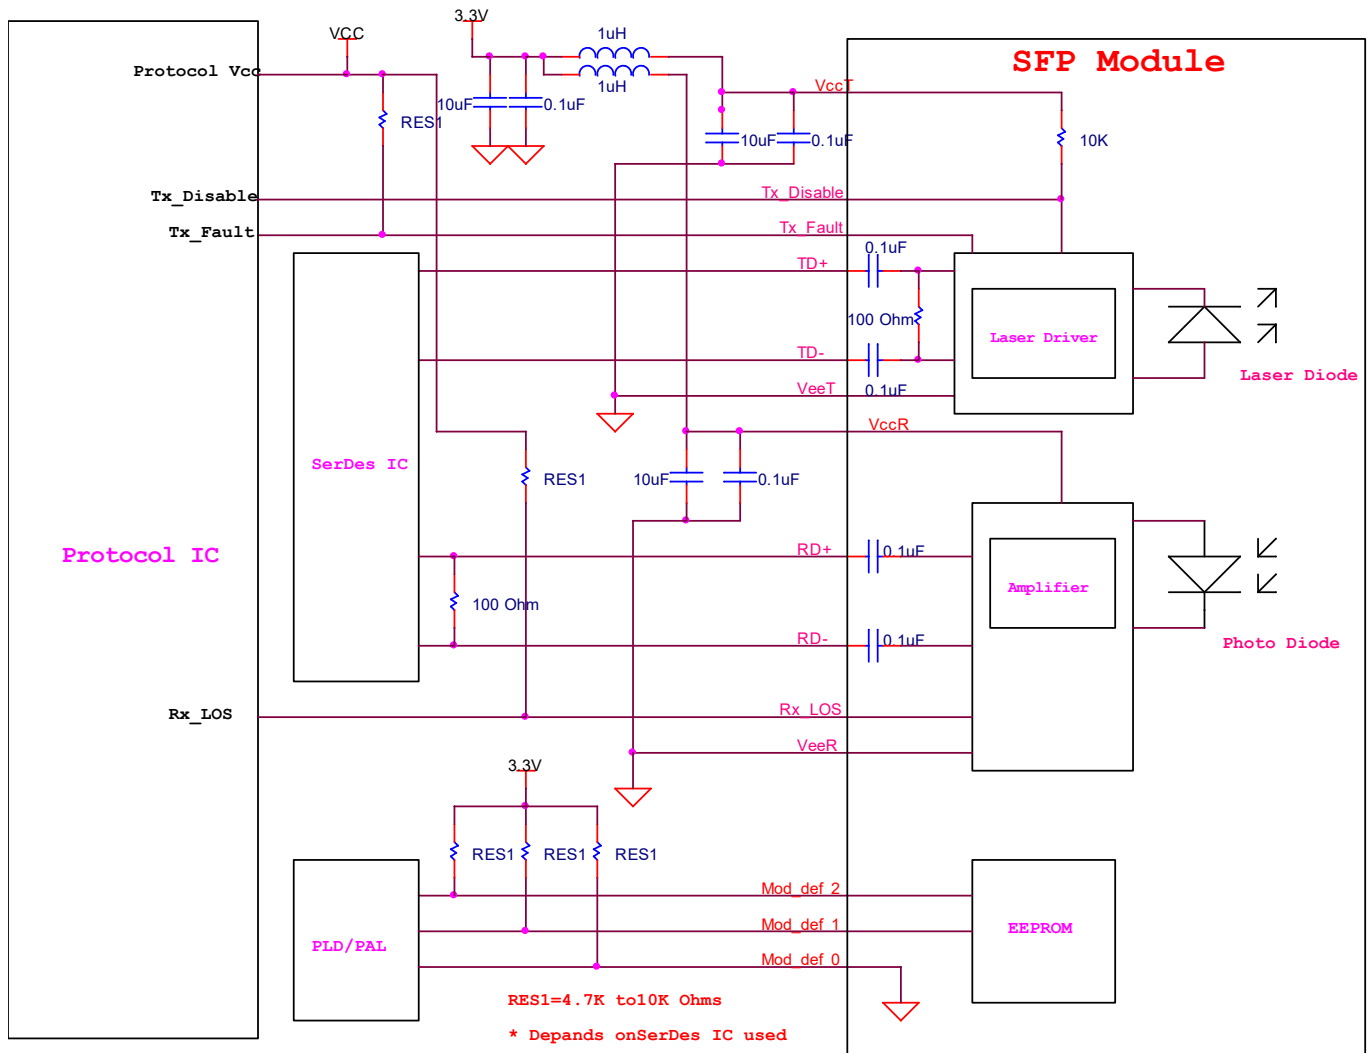 3.3V
VCC
1uH
SFP Module
Protocol Vcc
1uH
VccT
10uF
0.1uF
RES1
10uF
0.1uF
10K
Tx_Disable
Tx_Disable
Tx_Fault
Tx_Fault
0.1uF
TD+
100 Ohm
Laser Driver
TD-
Laser Diode
VeeT
0.1uF
VccR
SerDes IC
RES1
10uF
0.1uF
Protocol IC
RD+
0.1uF
Amplifier
100 Ohm
RD-
0.1uF
Photo Diode
Rx_LOS
Rx_LOS
VeeR
3.3V
RES1
RES1
RES1
Mod_def 2
Mod_def 1
EEPROM
PLD/PAL
Mod_def 0
RES1=4.7K to10K Ohms
* Depands onSerDes IC used